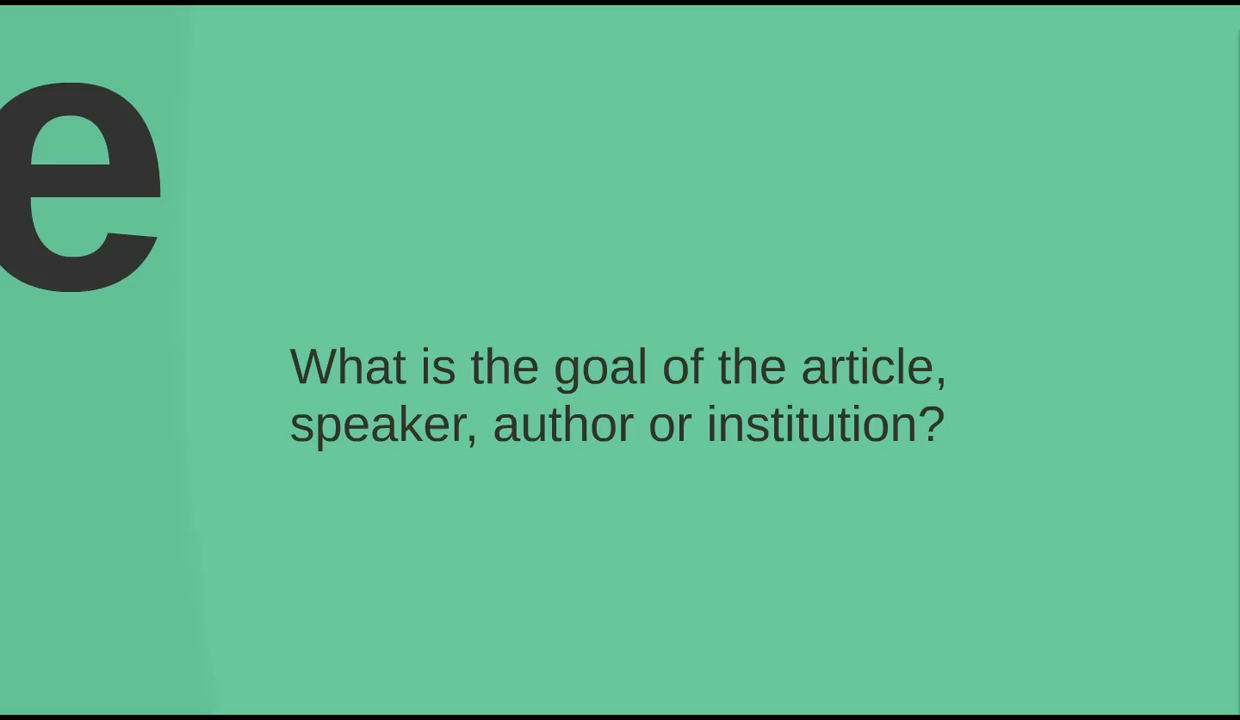 e
What is the goal of the article,
speaker, author or institution?